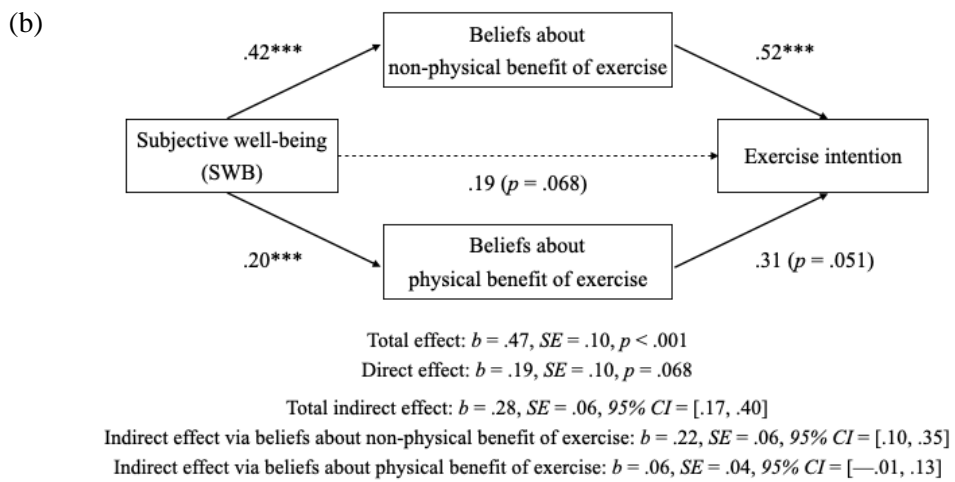 (b)
Beliefs about
non-physical benefit of exercise
.42***
.52***
Subjective well-being
(SWB)
Exercise intention
.19 (p = .068)
Beliefs about
physical benefit of exercise
.20***
.31 (p = .051)
Total effect: b = .47, SE = .10, p < .001
Direct effect: b = .19, SE = .10, p = .068
Total indirect effect: b = .28, SE = .06, 95% CI = [.17, .40]
Indirect effect via beliefs about non-physical benefit of exercise: b = .22, SE = .06, 95% CI = [.10, .35]
Indirect effect via beliefs about physical benefit of exercise: b = .06, SE = .04, 95% CI = [—.01, .13]